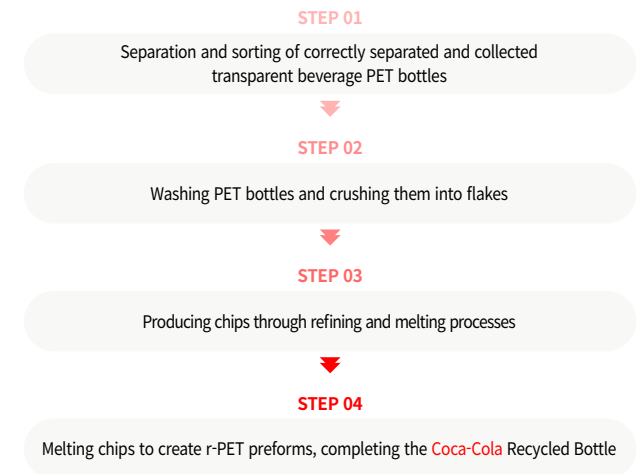 STEP 01
Separation and sorting of correctly separated and collected
transparent beverage PET bottles
STEP 02
Washing PET bottles and crushing them into flakes
STEP 03
Producing chips through refining and melting processes
STEP 04
Melting chips to create r-PET preforms, completing the Coca-Cola Recycled Bottle